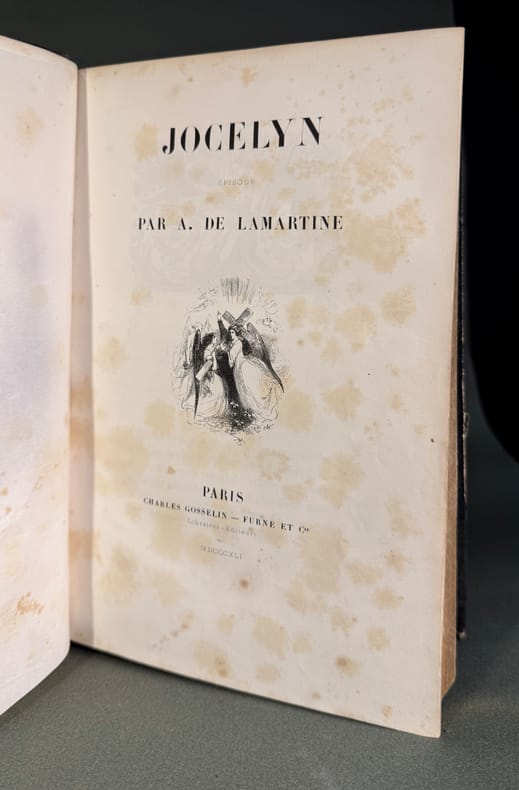 JOCELYN
ÉPISODE
PAR A. DE LAMARTINE
PARIS
CHARLES GOSSELIN — FURNE ET Cie
Libraires-Éditeurs
MDCCCXLI